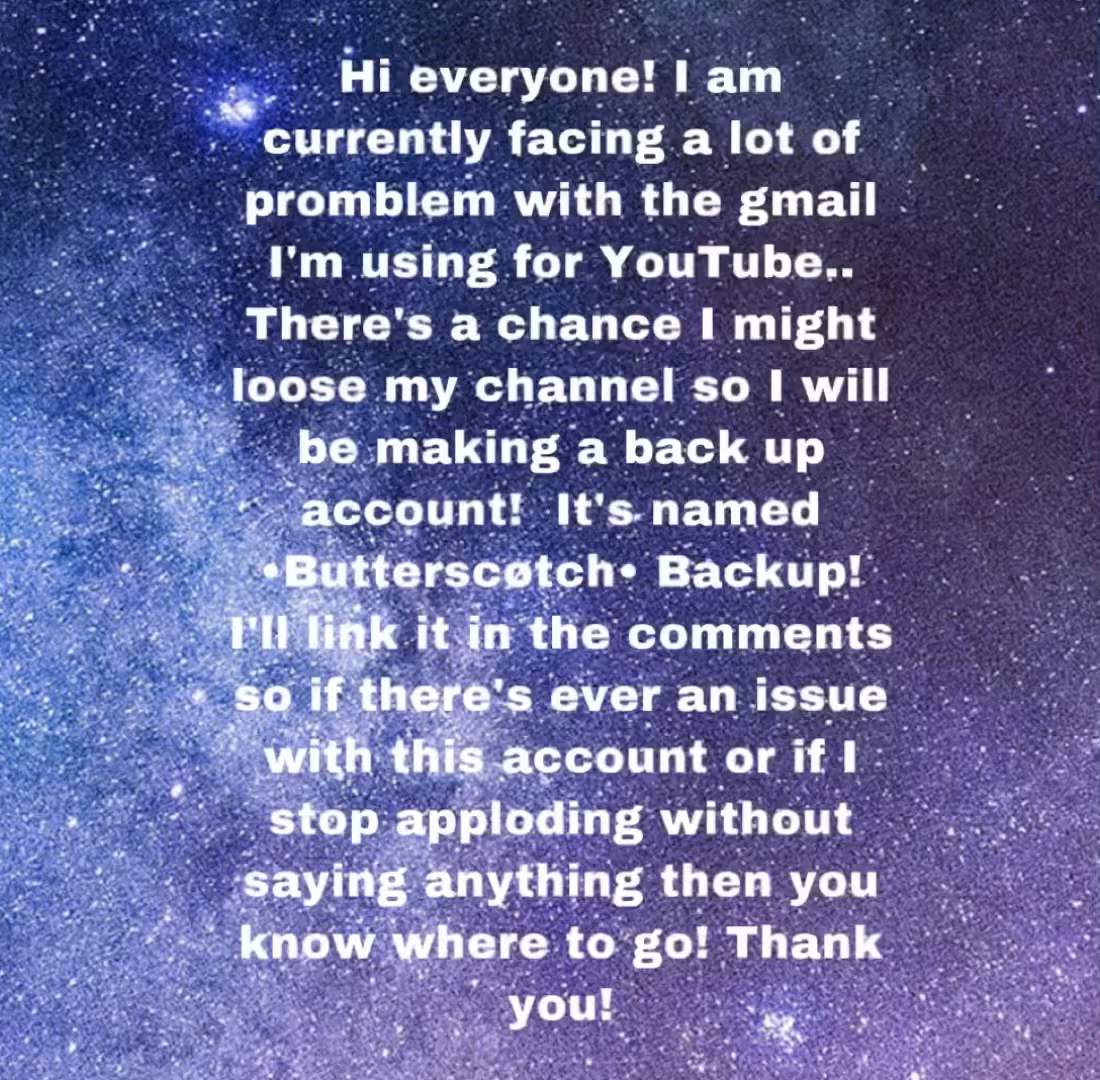 Hi everyone! I am
currently facing a lot of
promblem with the gmail
I'm using for YouTube..
There's a chance I might
loose my channel so I will
be making a back up
account!  It's named
•Butterscøtch• Backup!
I'll link it in the comments
so if there's ever an issue
with this account or if I
stop apploding without
saying anything then you
know where to go! Thank
you!